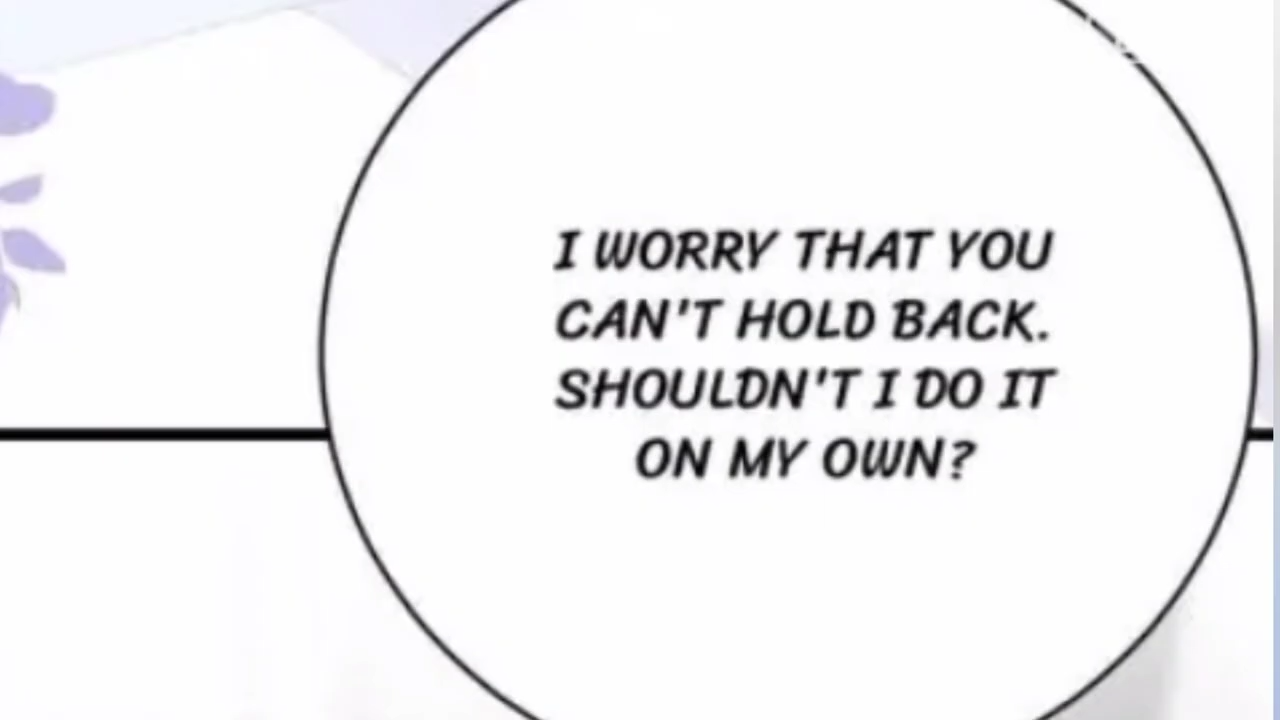 I WORRY THAT YOU
CAN'T HOLD BACK.
SHOULDN'T I DO IT
ON MY OWN?